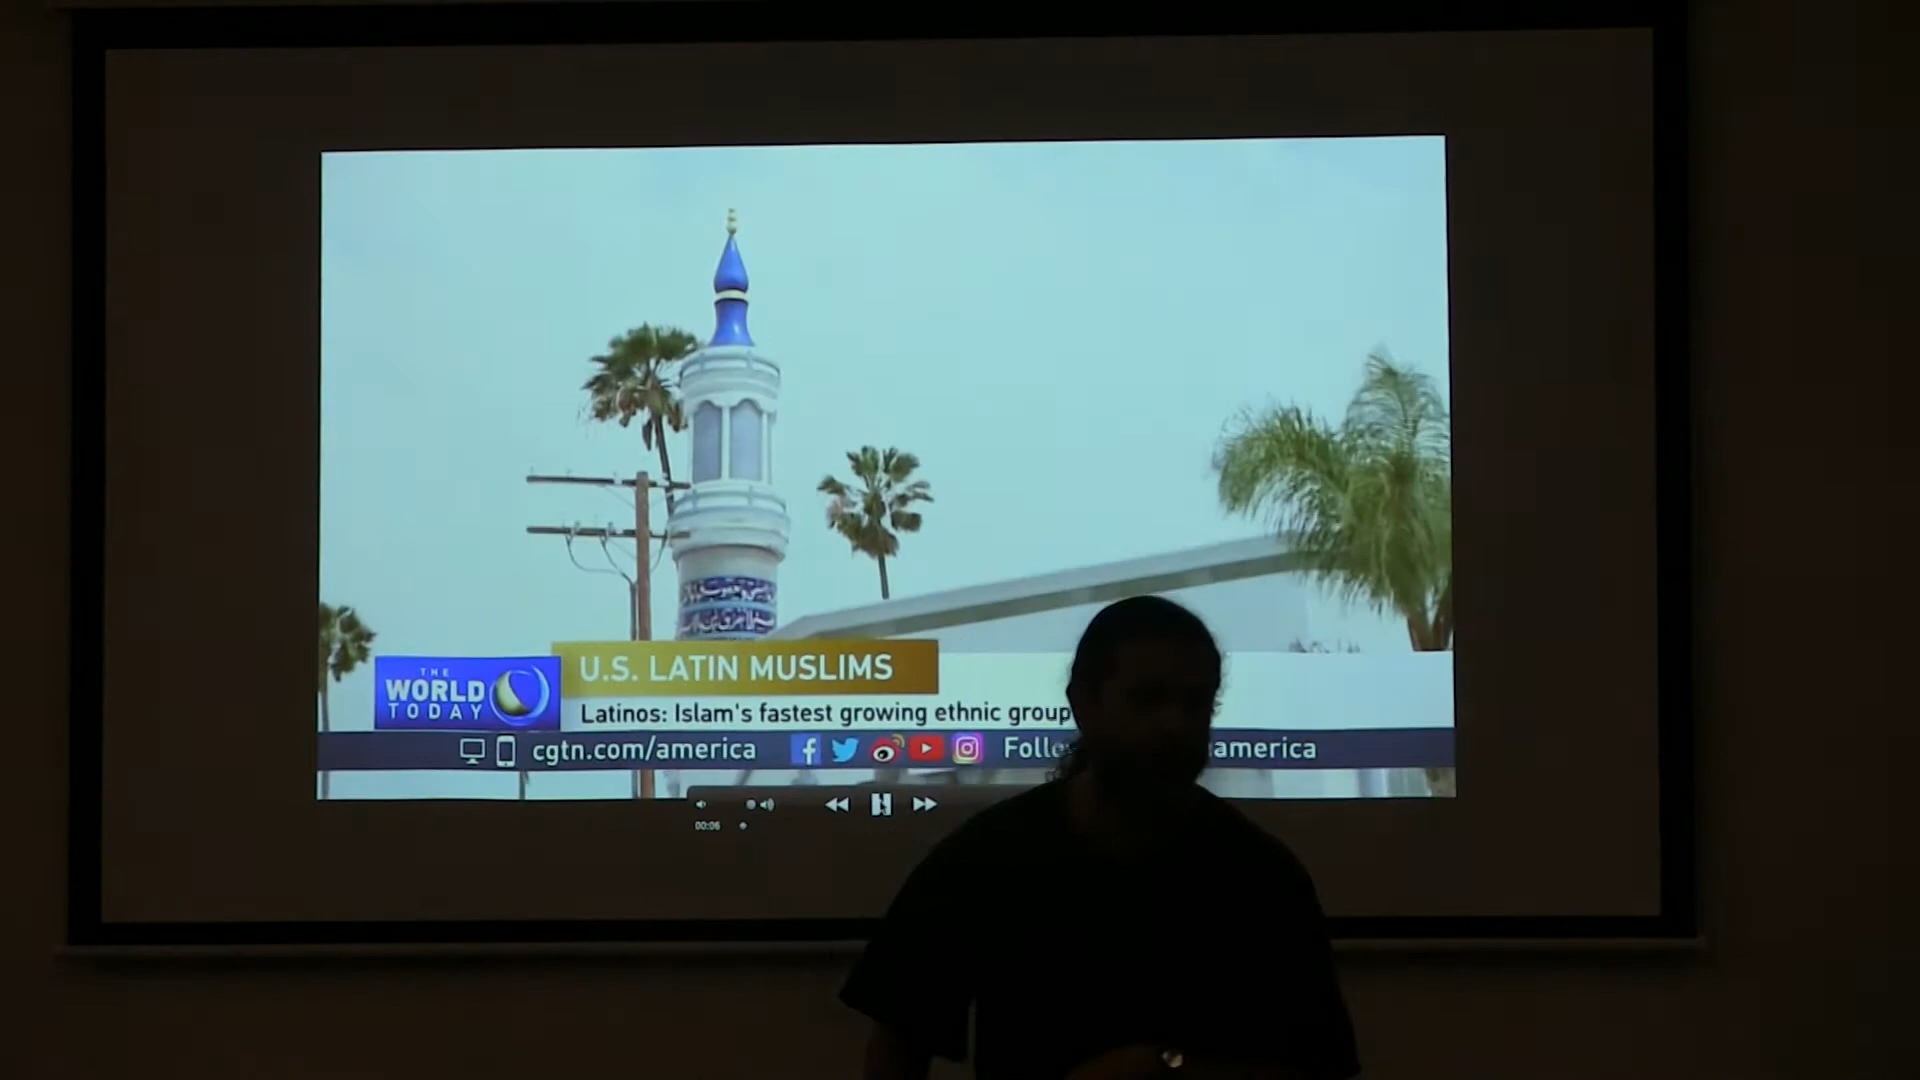 U.S. LATIN MUSLIMS
THE
WORLD
TODAY
Latinos: Islam's fastest growing ethnic group
cgtn.com/america
america
00:06